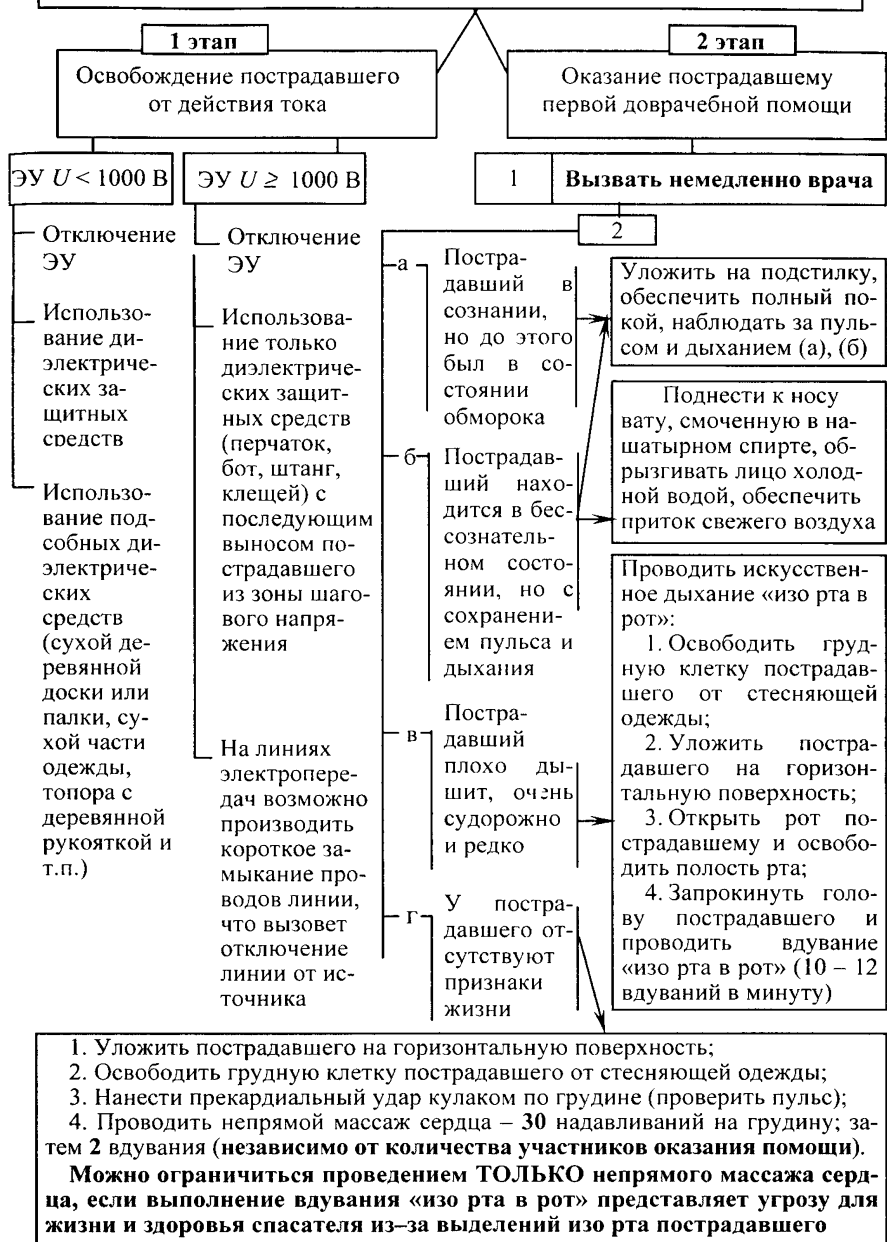 1 этап
Освобождение пострадавшего
от действия тока
2 этап
Оказание пострадавшему
первой доврачебной помощи
ЭУ U < 1000 В
ЭУ U ≥ 1000 В
1
Вызвать немедленно врача
2
Отключение
ЭУ
Использо-
вание ди-
электриче-
ских за-
щитных
средств
Использо-
вание под-
собных ди-
электриче-
ских
средств
(сухой де-
ревянной
доски или
палки, су-
хой части
одежды,
топора с
деревянной
рукояткой и
т.п.)
Отключение
ЭУ
Использова-
ние только
диэлектриче-
ских защит-
ных средств
(перчаток,
бот, штанг,
клещей) с
последующим
выносом по-
страдавшего
из зоны шаго-
вого напря-
жения
На линиях
электропере-
дач возможно
производить
короткое за-
мыкание про-
водов линии,
что вызовет
отключение
линии от ис-
точника
а
Постра-
давший в
сознании,
но до этого
был в со-
стоянии
обморока
б
Пострадав-
ший нахо-
дится в бес-
сознатель-
ном состо-
янии, но с
сохранени-
ем пульса и
дыхания
в
Постра-
давший
плохо ды-
шит, очень
судорожно
и редко
г
У постра-
давшего от-
сутствуют
признаки
жизни
Уложить на подстилку,
обеспечить полный по-
кой, наблюдать за пуль-
сом и дыханием (а), (б)
Поднести к носу
вату, смоченную в на-
шатырном спирте, об-
рызгивать лицо холод-
ной водой, обеспечить
приток свежего воздуха
Проводить искусствен-
ное дыхание «изо рта в
рот»:
1. Освободить груд-
ную клетку пострадав-
шего от стесняющей
одежды;
2. Уложить постра-
давшего на горизон-
тальную поверхность;
3. Открыть рот по-
страдавшему и освобо-
дить полость рта;
4. Запрокинуть голо-
ву пострадавшего и
проводить вдувание
«изо рта в рот» (10 – 12
вдуваний в минуту)
1. Уложить пострадавшего на горизонтальную поверхность;
2. Освободить грудную клетку пострадавшего от стесняющей одежды;
3. Нанести прекардиальный удар кулаком по грудине (проверить пульс);
4. Проводить непрямой массаж сердца – 30 надавливаний на грудину; за-
тем 2 вдувания (независимо от количества участников оказания помощи).
Можно ограничиться проведением ТОЛЬКО непрямого массажа серд-
ца, если выполнение вдувания «изо рта в рот» представляет угрозу для
жизни и здоровья спасателя из–за выделений изо рта пострадавшего